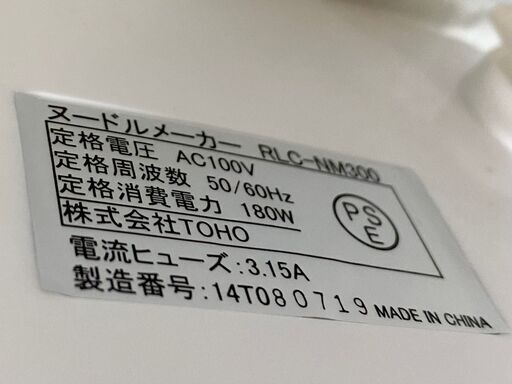 ヌードルメーカー RLC-NM300
定格電圧 AC100V
定格周波数 50/60Hz
定格消費電力 180W
株式会社TOHO
PSE
電流ヒューズ:3.15A
製造番号:14T080719 MADE IN CHINA